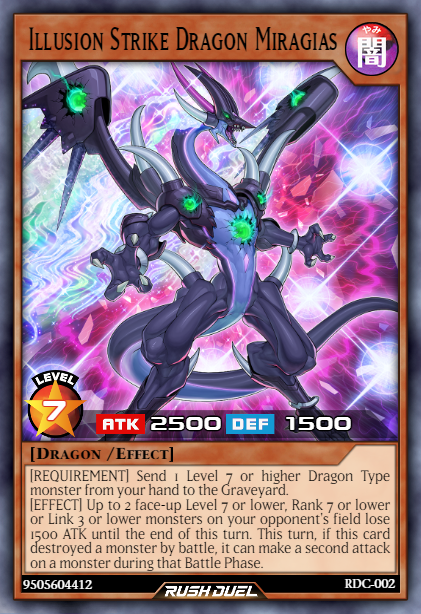 Illusion Strike Dragon Miragias
やみ
闇
LEVEL
7
ATK 2500 DEF 1500
[Dragon /Effect]
[REQUIREMENT] Send 1 Level 7 or higher Dragon Type
monster from your hand to the Graveyard.
[EFFECT] Up to 2 face-up Level 7 or lower, Rank 7 or lower
or Link 3 or lower monsters on your opponent's field lose
1500 ATK until the end of this turn. This turn, if this card
destroyed a monster by battle, it can make a second attack
on a monster during that Battle Phase.
9505604412
RUSH DUEL
RDC-002